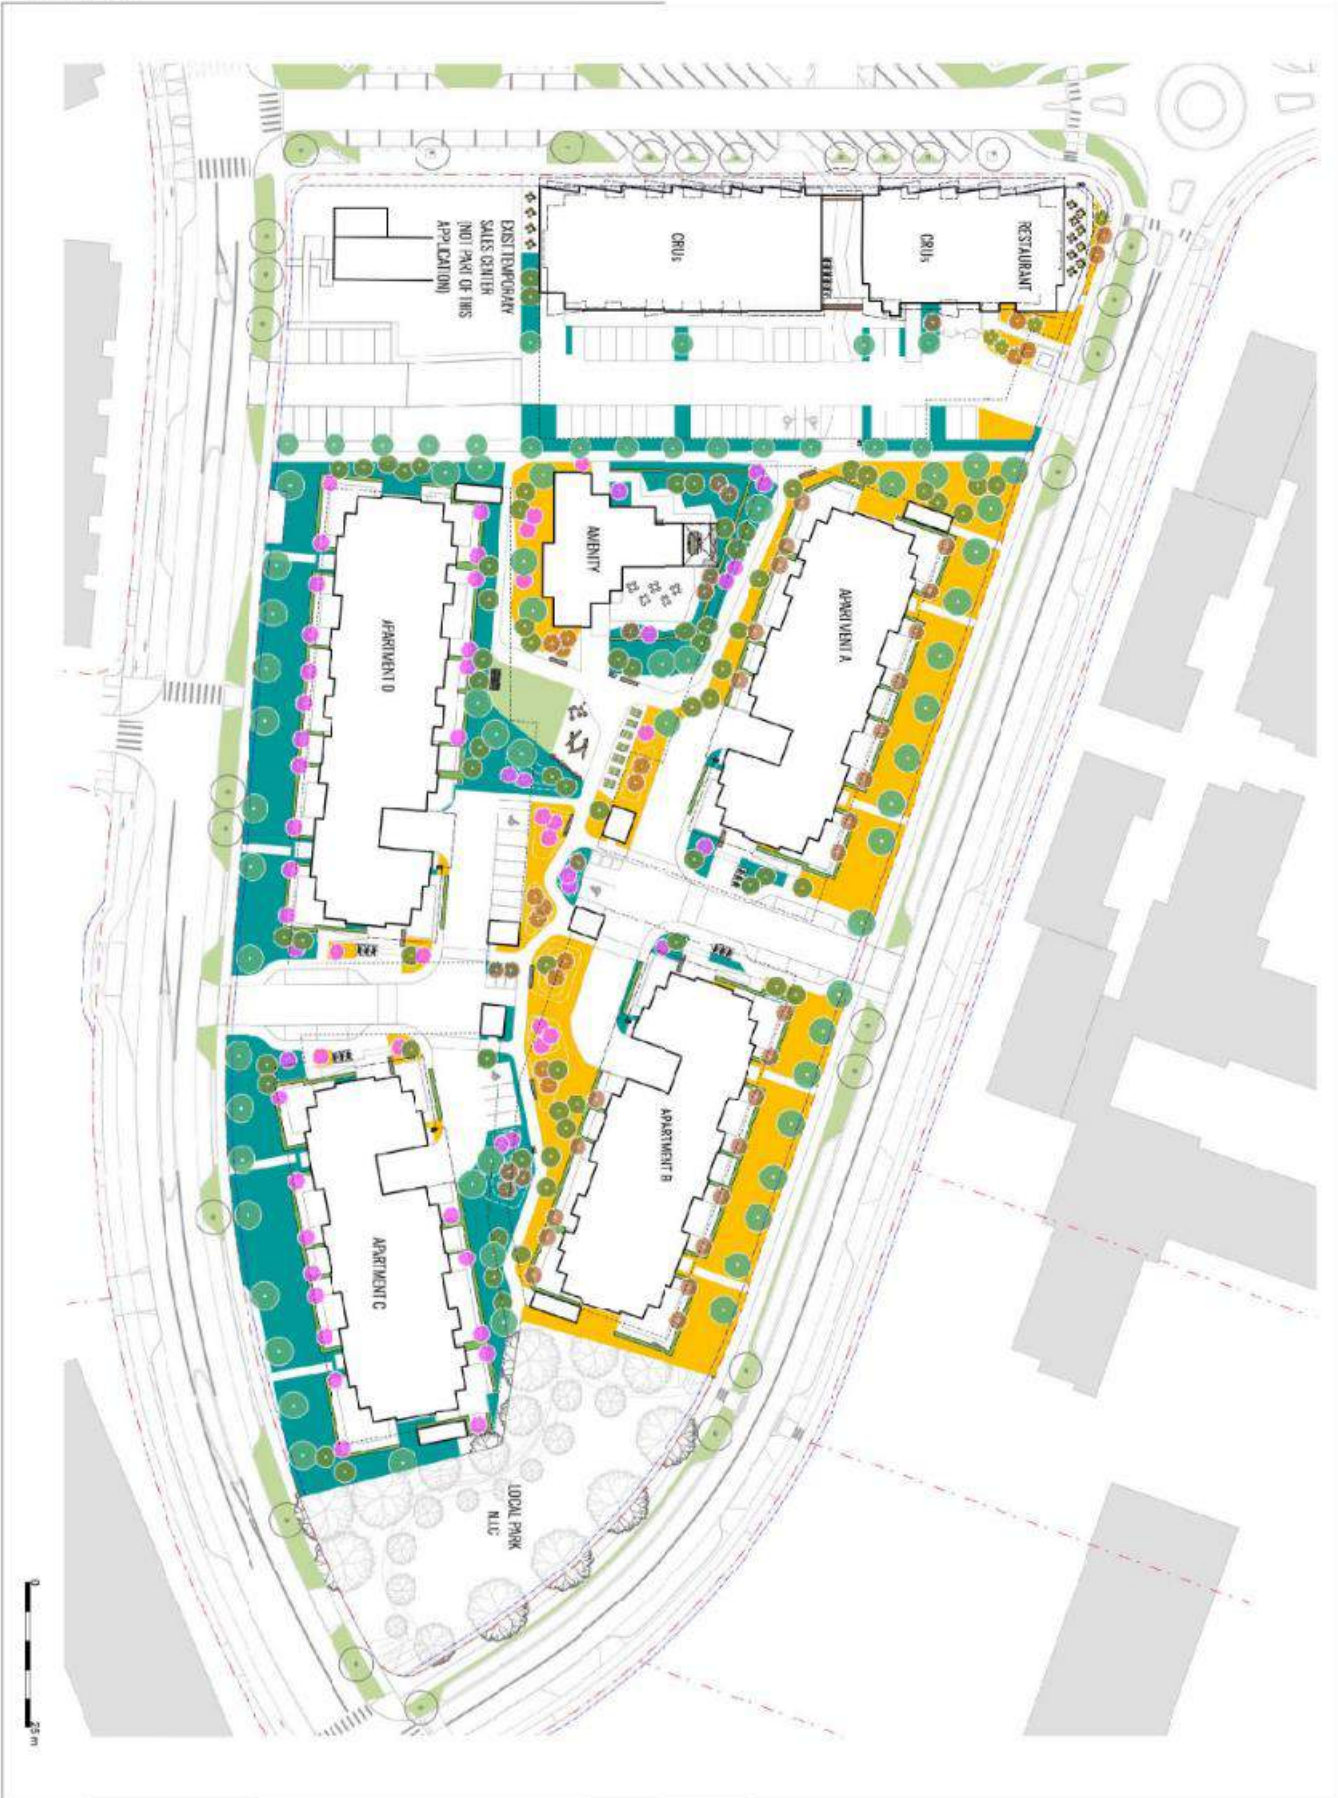 EXIST TEMPORARY
SALES CENTER
(NOT PART OF THIS
APPLICATION)
CRUs
CRUs
RESTAURANT
AMENITY
APARTMENT A
APARTMENT D
APARTMENT B
APARTMENT C
LOCAL PARK
N.I.C
0
25 m